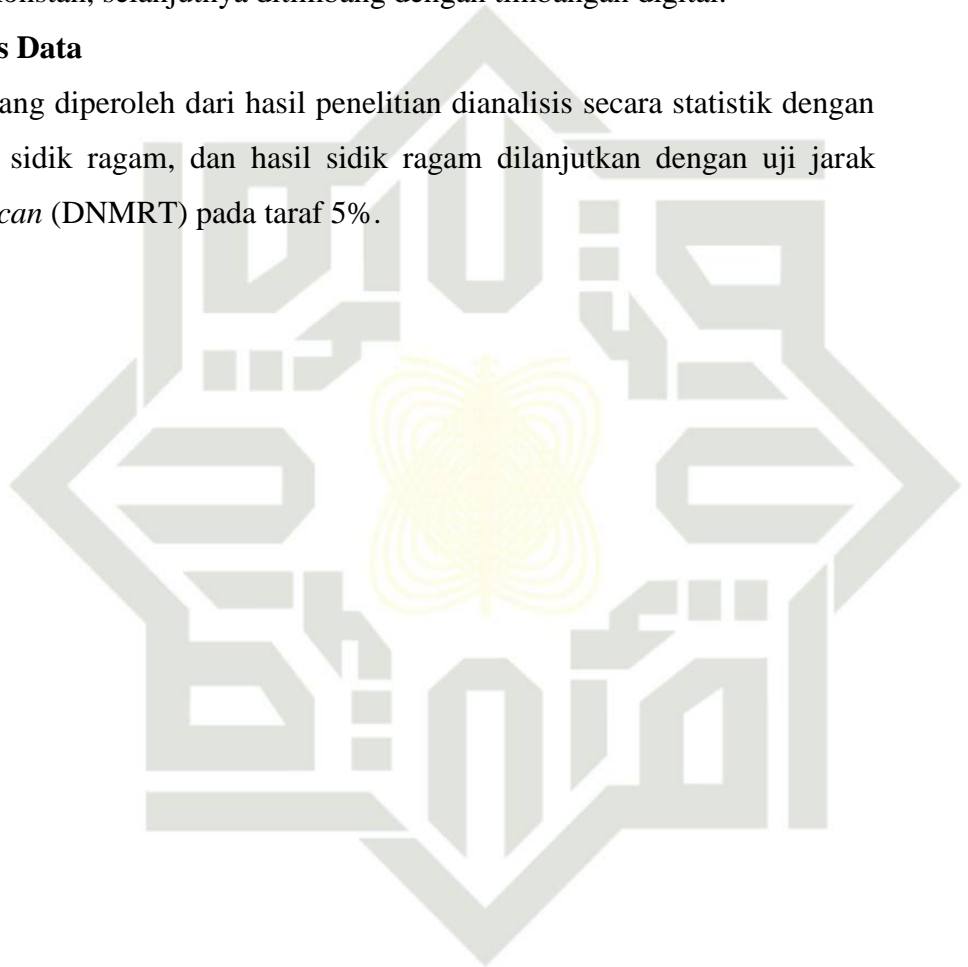 konstan, selanjutnya ditimbang dengan timbangan digital.
s Data
ang diperoleh dari hasil penelitian dianalisis secara statistik dengan
sidik ragam, dan hasil sidik ragam dilanjutkan dengan uji jarak
can (DNMRT) pada taraf 5%.